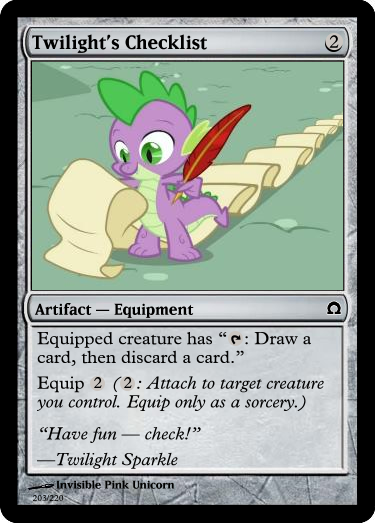 Twilight's Checklist 2
Artifact — Equipment Ω
Equipped creature has “: Draw a
card, then discard a card.”
Equip 2 (2: Attach to target creature
you control. Equip only as a sorcery.)
“Have fun — check!”
—Twilight Sparkle
Invisible Pink Unicorn
203/220